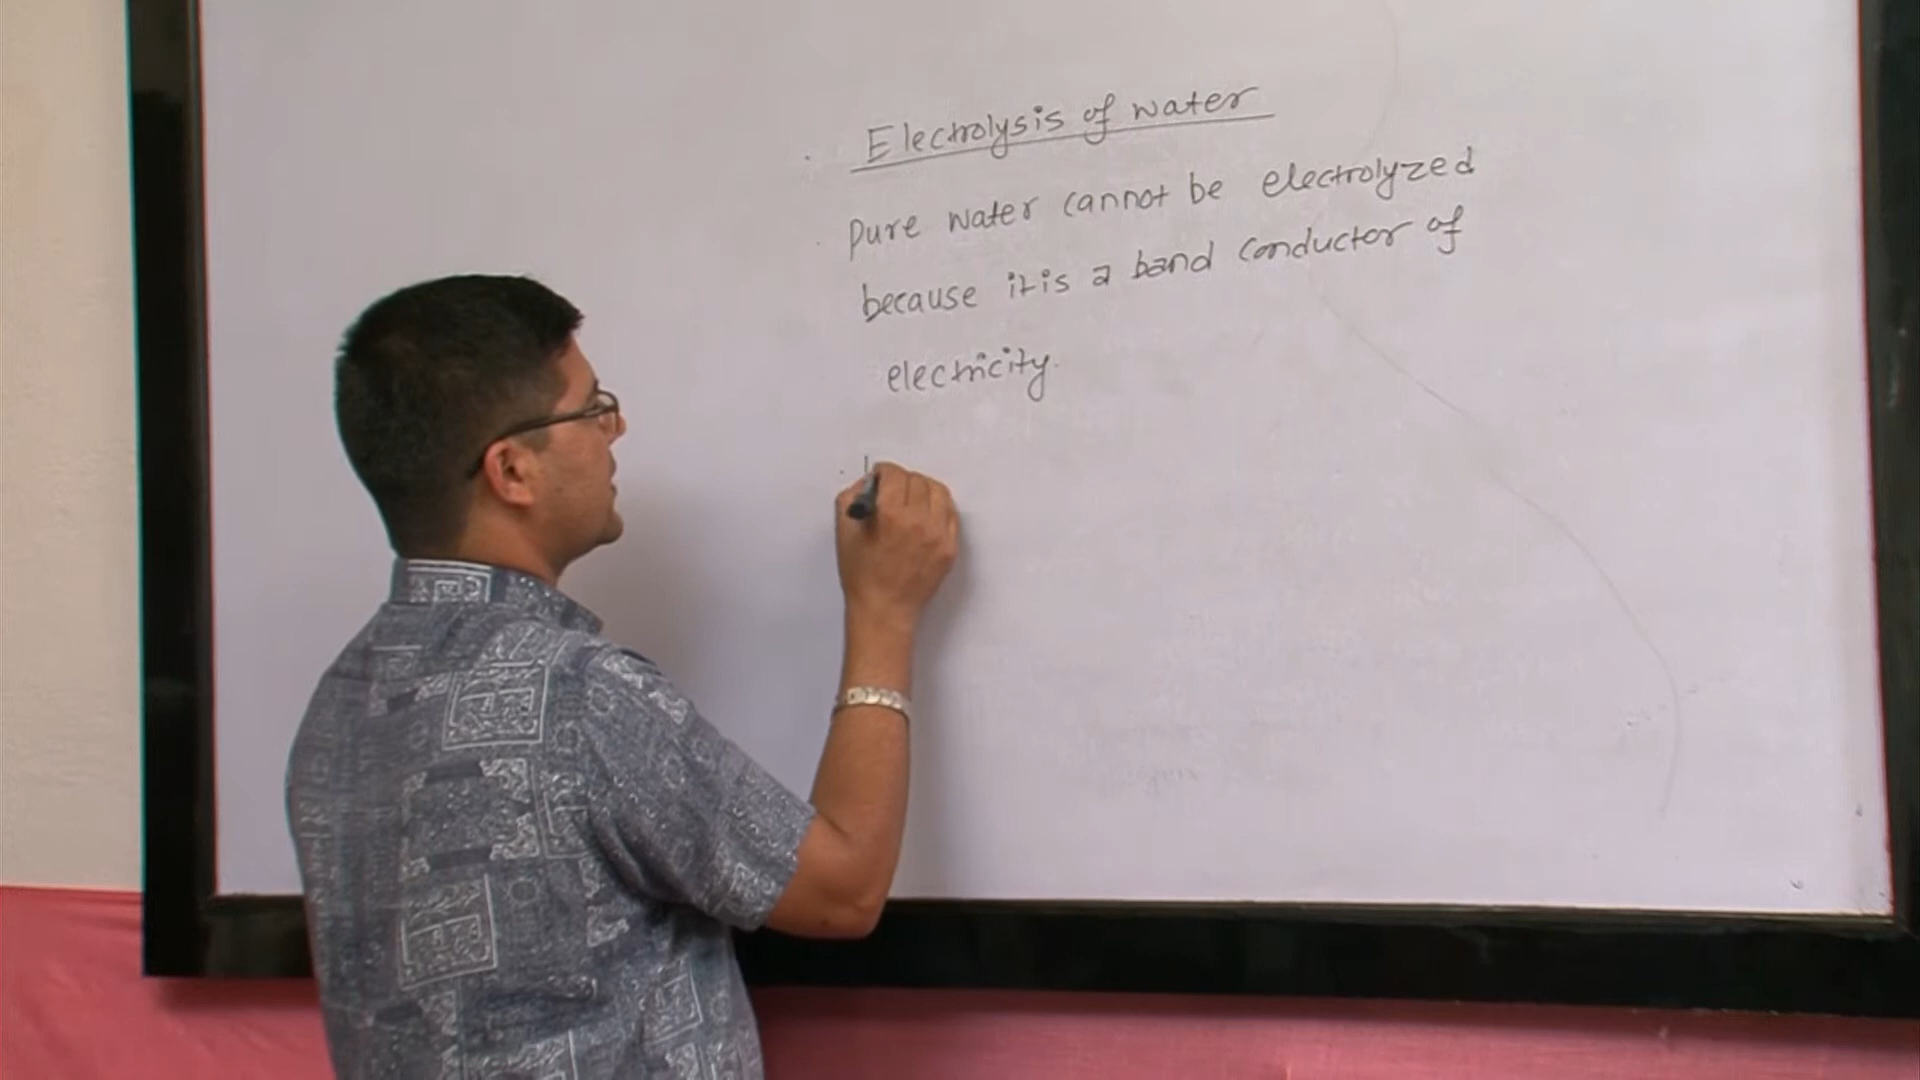 Electrolysis of water
Pure water cannot be electrolyzed
because it is a band conductor of
electricity.